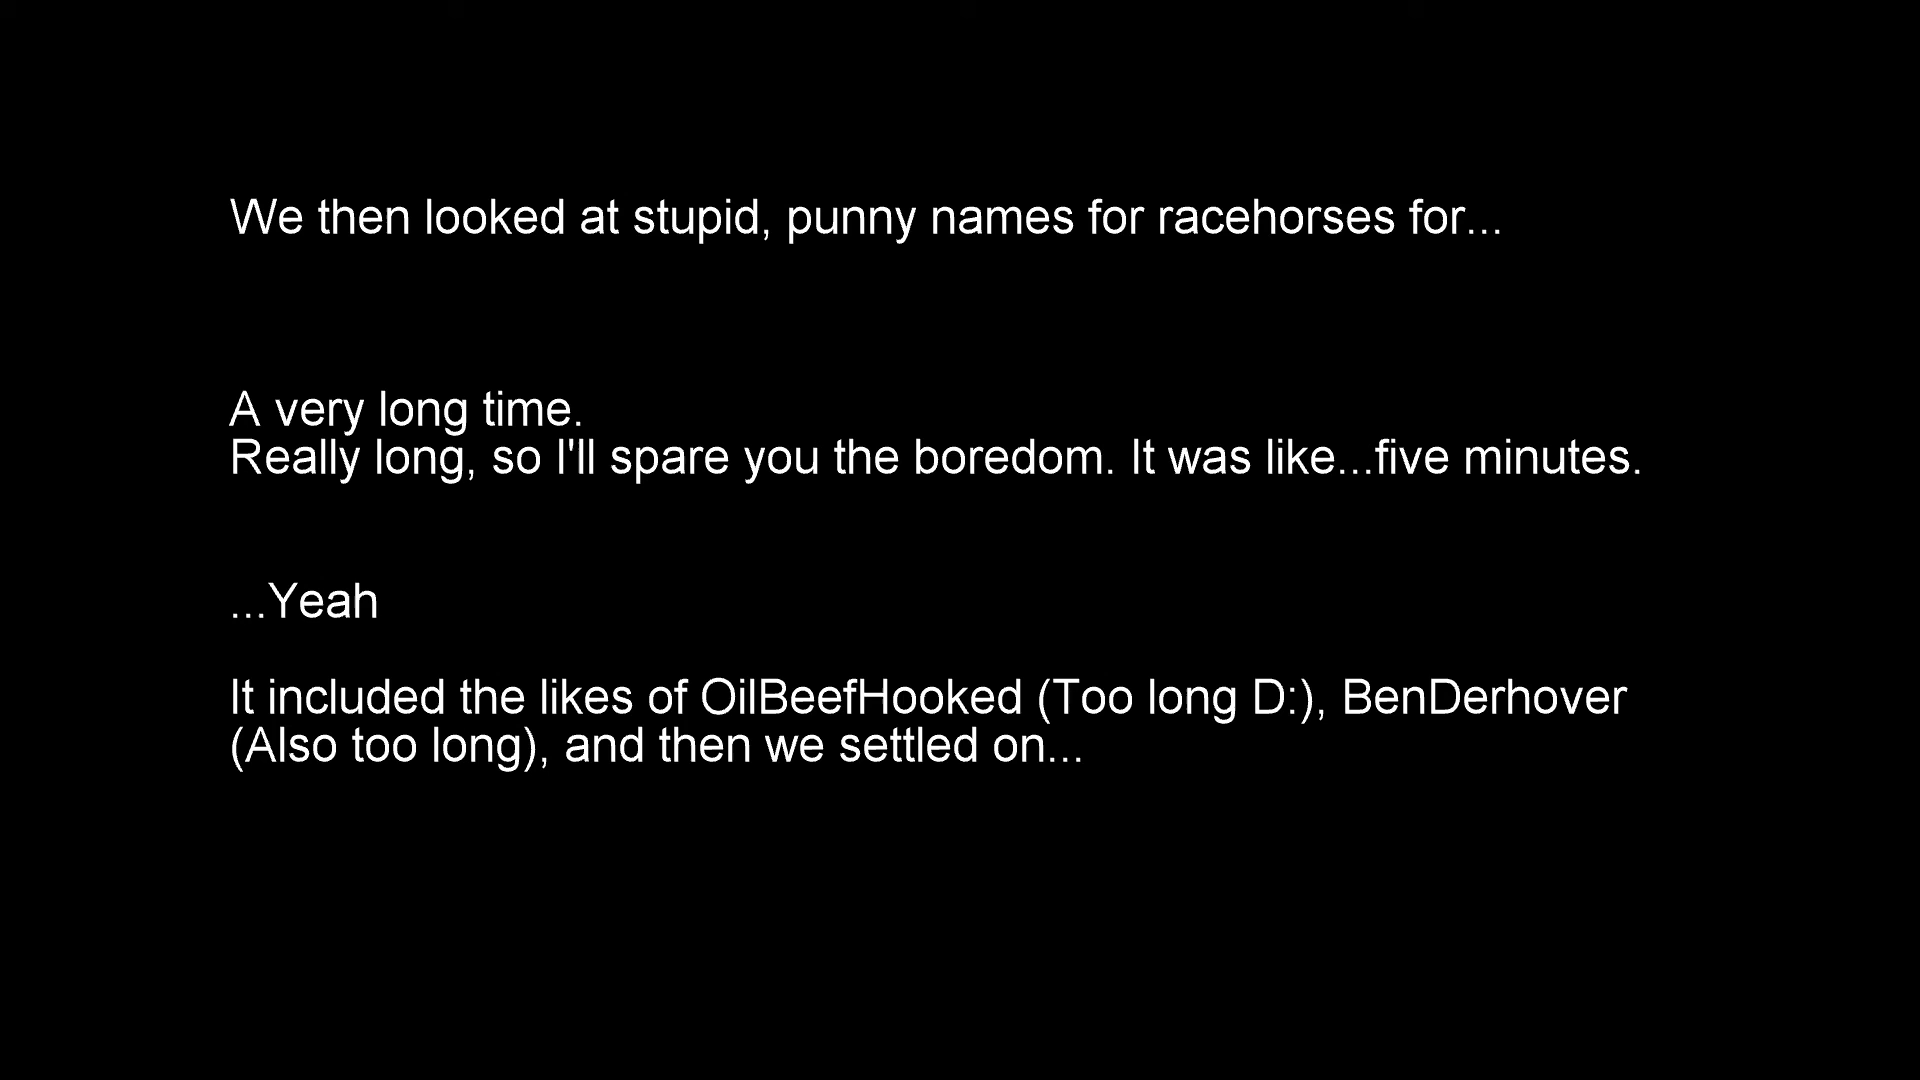 We then looked at stupid, punny names for racehorses for...
A very long time.
Really long, so I'll spare you the boredom. It was like...five minutes.
...Yeah
It included the likes of OilBeefHooked (Too long D:), BenDerhover
(Also too long), and then we settled on...